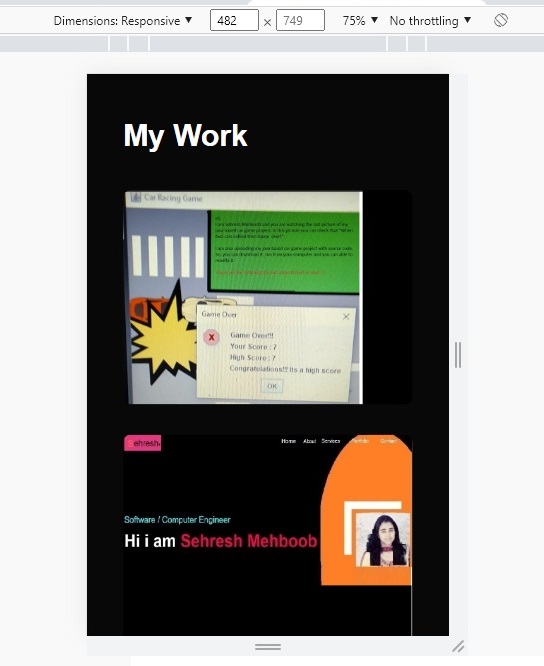 Dimensions: Responsive ▼ 482 × 749 75% ▼ No throttling ▼
My Work
Car Racing Game
Game Over
Game Over!!!
Your Score : 7
High Score : 7
Congratulations!!! Its a high score
OK
Sehresh
Home About Services Portfolio Contact
Software / Computer Engineer
Hi i am Sehresh Mehboob